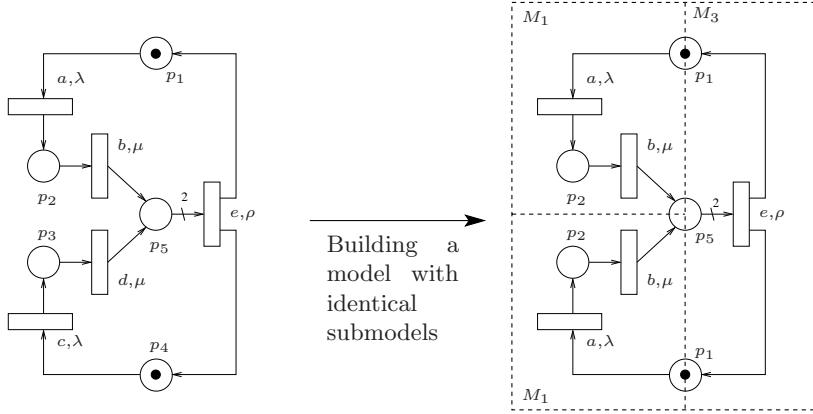 p1
a,λ
b,μ
p2
2
e,ρ
p3
p5
d,μ
c,λ
p4
Building a
model with
identical
submodels
M1
M3
p1
a,λ
b,μ
p2
2
e,ρ
p2
p5
b,μ
a,λ
p1
M1